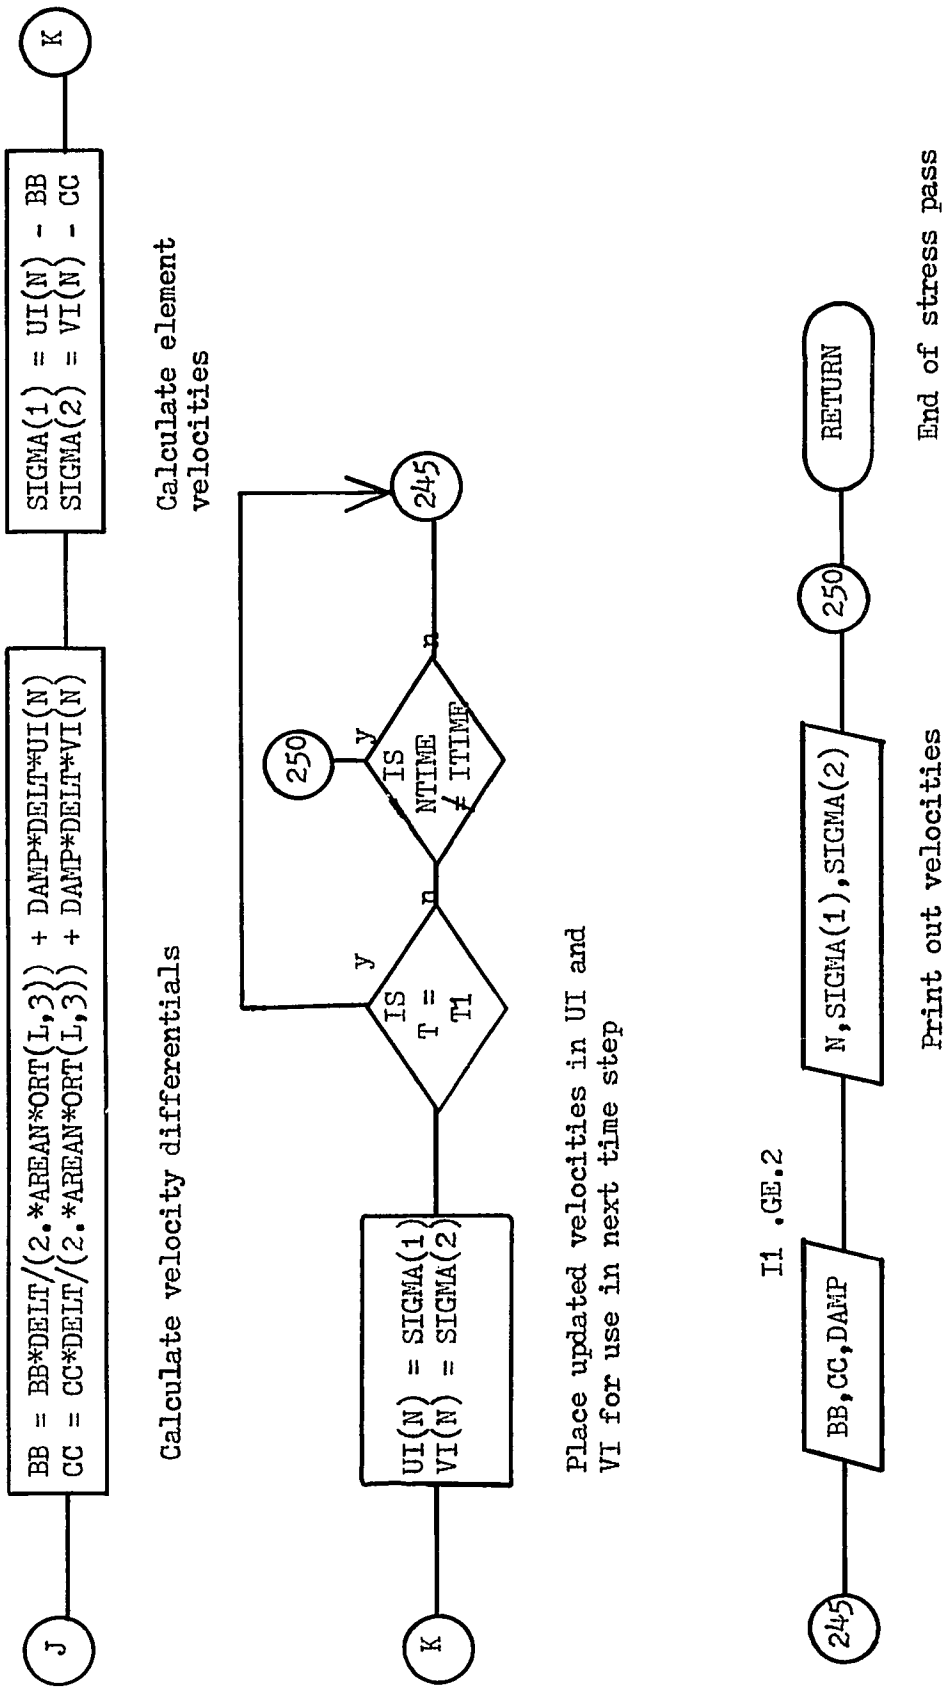 J
BB = BB*DELT/(2.*AREAN*ORT(L,3)) + DAMP*DELT*UI(N)
CC = CC*DELT/(2.*AREAN*ORT(L,3)) + DAMP*DELT*VI(N)
SIGMA(1) = UI(N) - BB
SIGMA(2) = VI(N) - CC
K
Calculate velocity differentials
Calculate element
velocities
K
UI(N) = SIGMA(1)
VI(N) = SIGMA(2)
IS
T =
T1
y
n
IS
NTIME
≠ ITIME
y
n
250
245
Place updated velocities in UI and
VI for use in next time step
245
BB,CC,DAMP
I1 .GE.2
N,SIGMA(1),SIGMA(2)
250
RETURN
Print out velocities
End of stress pass